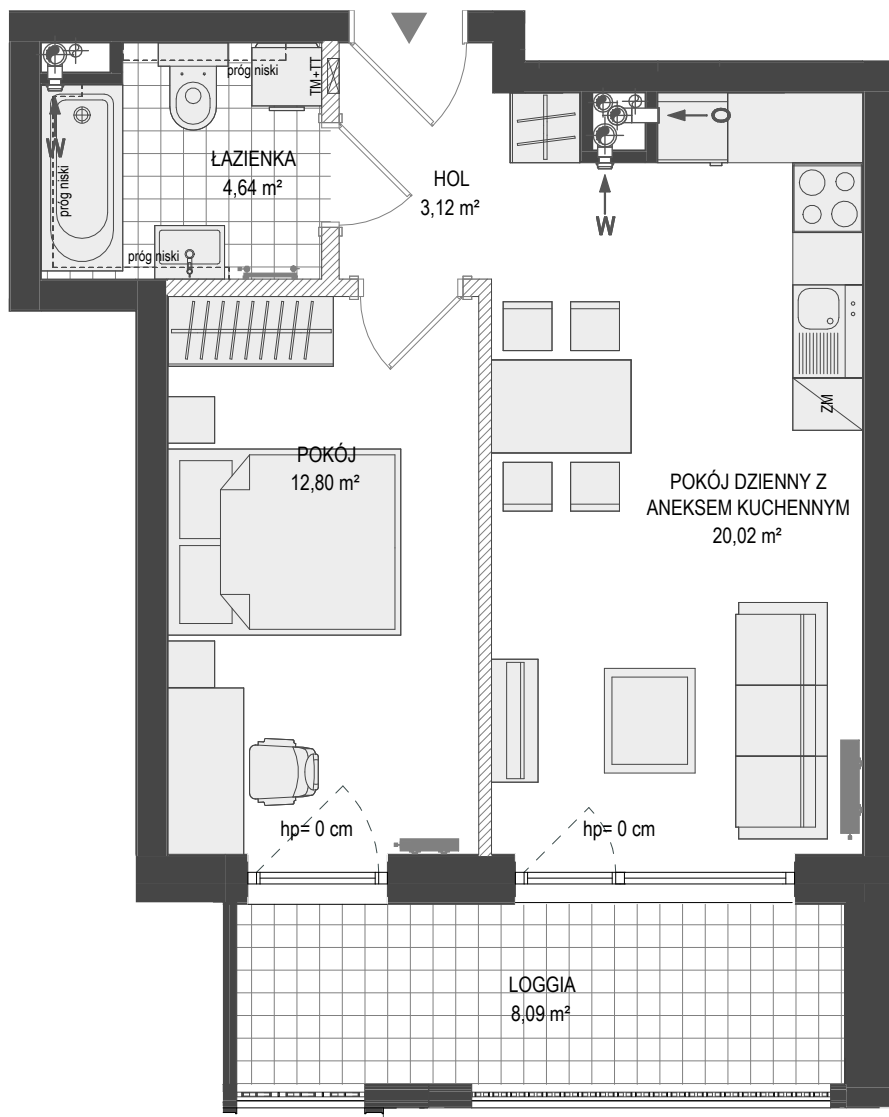 próg niski
TM+TT
W
O
ŁAZIENKA
4,64 m²
HOL
3,12 m²
próg niski
W
próg niski
ZM
POKÓJ
12,80 m²
POKÓJ DZIENNY Z
ANEKSEM KUCHENNYM
20,02 m²
hp= 0 cm
hp= 0 cm
LOGGIA
8,09 m²